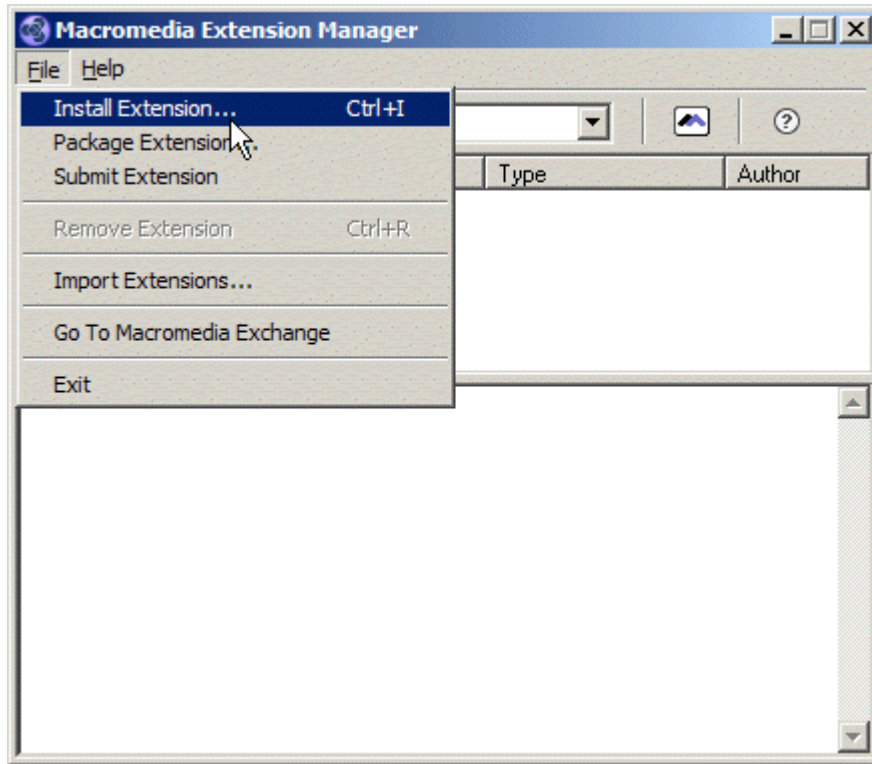 Macromedia Extension Manager
File Help
Install Extension... Ctrl+I
Package Extension...
Submit Extension
Remove Extension Ctrl+R
Import Extensions...
Go To Macromedia Exchange
Exit
Type Author
?